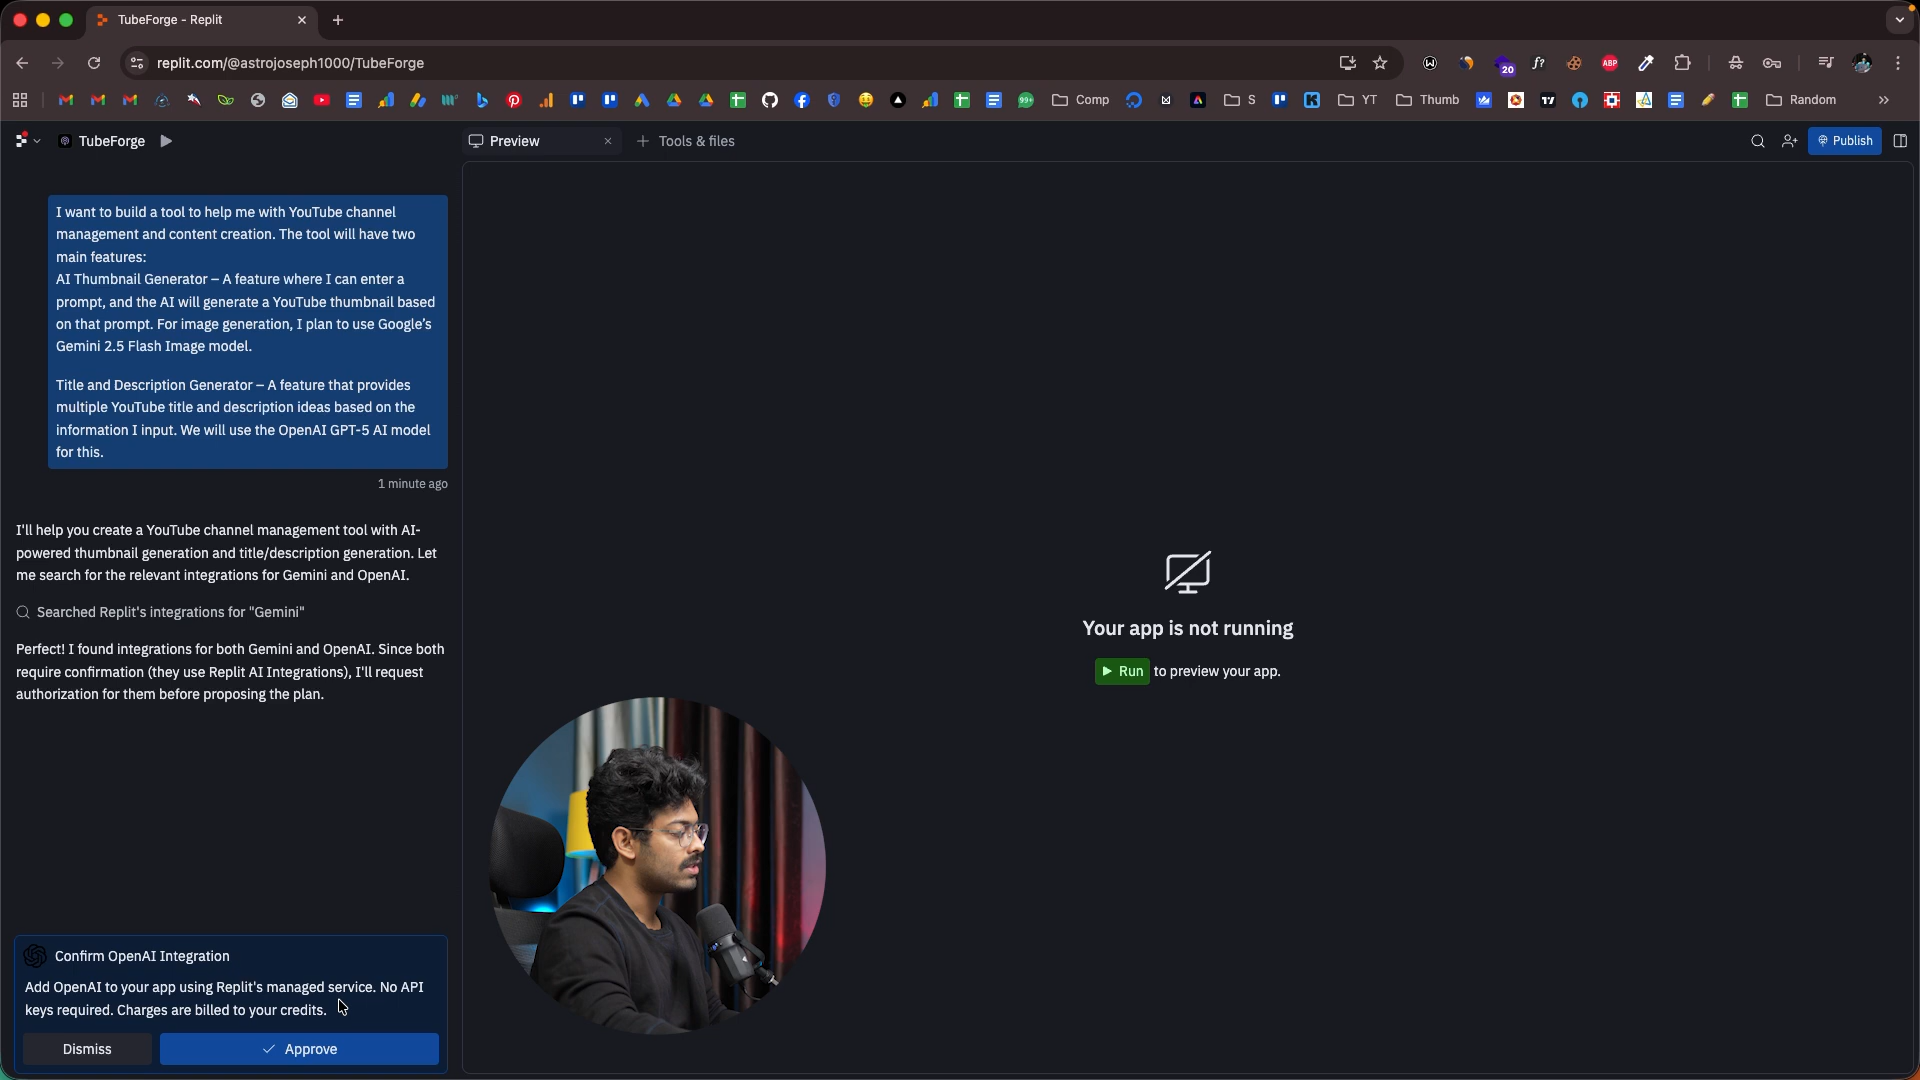 TubeForge - Replit
replit.com/@astrojoseph1000/TubeForge
20
f?
ABP
99+
Comp
S
YT
Thumb
Random
TubeForge
Preview
Tools & files
Publish
I want to build a tool to help me with YouTube channel
management and content creation. The tool will have two
main features:
AI Thumbnail Generator – A feature where I can enter a
prompt, and the AI will generate a YouTube thumbnail based
on that prompt. For image generation, I plan to use Google’s
Gemini 2.5 Flash Image model.
Title and Description Generator – A feature that provides
multiple YouTube title and description ideas based on the
information I input. We will use the OpenAI GPT-5 AI model
for this.
1 minute ago
I'll help you create a YouTube channel management tool with AI-
powered thumbnail generation and title/description generation. Let
me search for the relevant integrations for Gemini and OpenAI.
Searched Replit's integrations for "Gemini"
Perfect! I found integrations for both Gemini and OpenAI. Since both
require confirmation (they use Replit AI Integrations), I'll request
authorization for them before proposing the plan.
Your app is not running
Run to preview your app.
Confirm OpenAI Integration
Add OpenAI to your app using Replit's managed service. No API
keys required. Charges are billed to your credits.
Dismiss
Approve